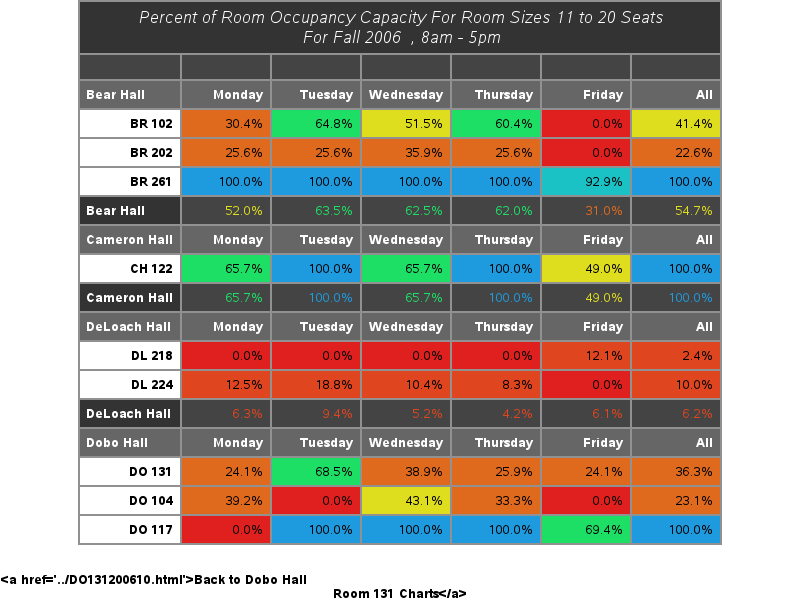 Percent of Room Occupancy Capacity For Room Sizes 11 to 20 Seats
For Fall 2006 , 8am - 5pm
Bear Hall Monday Tuesday Wednesday Thursday Friday All
BR 102 30.4% 64.8% 51.5% 60.4% 0.0% 41.4%
BR 202 25.6% 25.6% 35.9% 25.6% 0.0% 22.6%
BR 261 100.0% 100.0% 100.0% 100.0% 92.9% 100.0%
Bear Hall 52.0% 63.5% 62.5% 62.0% 31.0% 54.7%
Cameron Hall Monday Tuesday Wednesday Thursday Friday All
CH 122 65.7% 100.0% 65.7% 100.0% 49.0% 100.0%
Cameron Hall 65.7% 100.0% 65.7% 100.0% 49.0% 100.0%
DeLoach Hall Monday Tuesday Wednesday Thursday Friday All
DL 218 0.0% 0.0% 0.0% 0.0% 12.1% 2.4%
DL 224 12.5% 18.8% 10.4% 8.3% 0.0% 10.0%
DeLoach Hall 6.3% 9.4% 5.2% 4.2% 6.1% 6.2%
Dobo Hall Monday Tuesday Wednesday Thursday Friday All
DO 131 24.1% 68.5% 38.9% 25.9% 24.1% 36.3%
DO 104 39.2% 0.0% 43.1% 33.3% 0.0% 23.1%
DO 117 0.0% 100.0% 100.0% 100.0% 69.4% 100.0%
<a href='../DO131200610.html'>Back to Dobo Hall
Room 131 Charts</a>